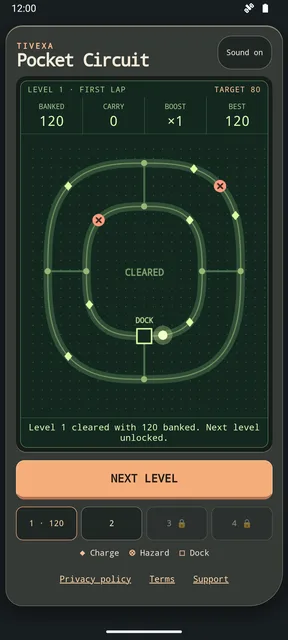 12:00
TIVEXA
Pocket Circuit
Sound on
LEVEL 1 · FIRST LAP
TARGET 80
BANKED CARRY BOOST BEST
120 0 ×1 120
CLEARED
DOCK
Level 1 cleared with 120 banked. Next level
unlocked.
NEXT LEVEL
1 · 120 2 3 4
Charge Hazard Dock
Privacy policy Terms Support